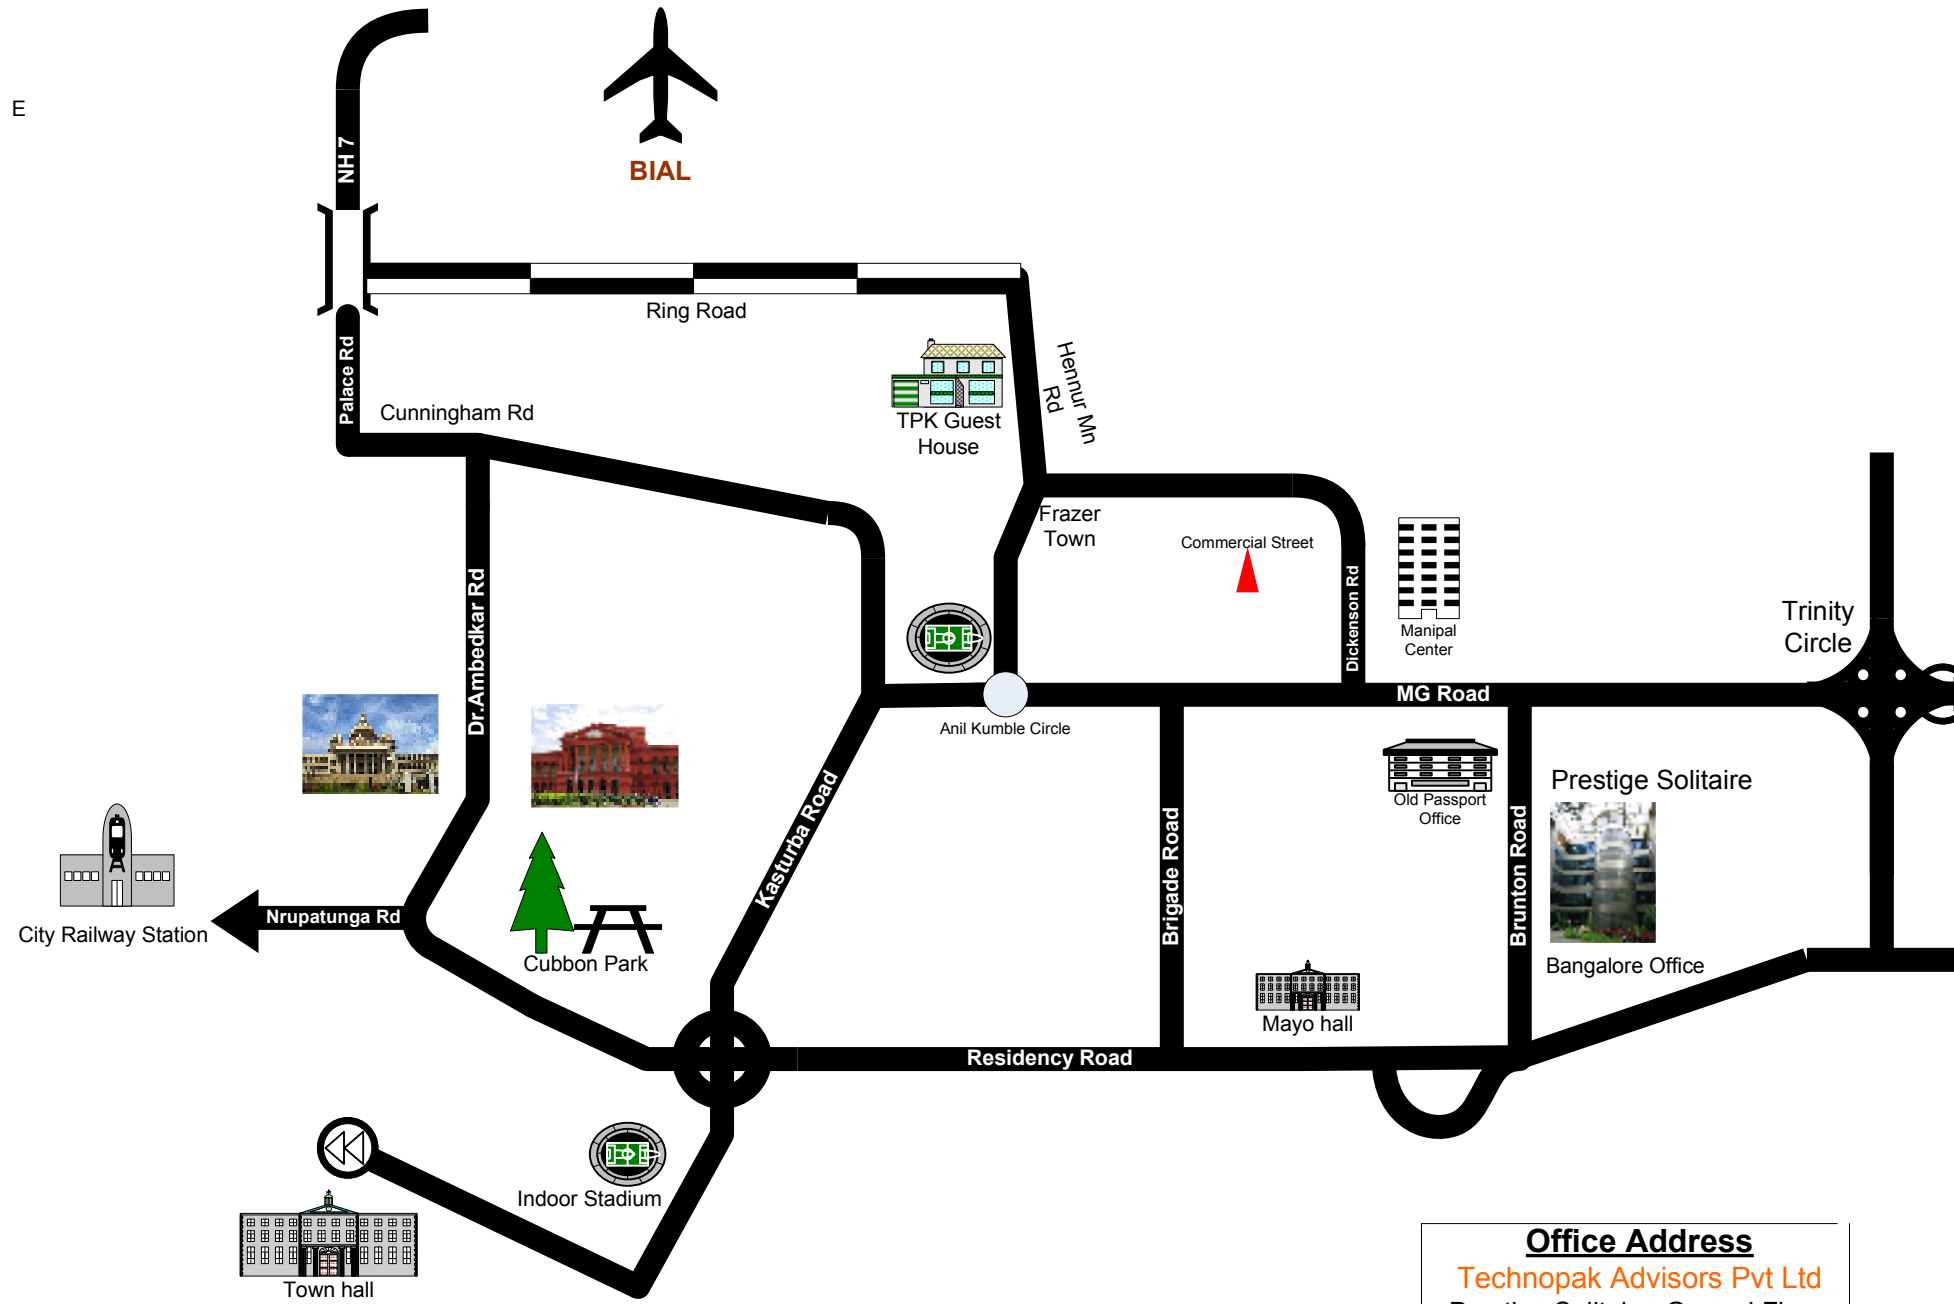 E
NH 7
BIAL
Ring Road
Palace Rd
Cunningham Rd
TPK Guest
House
Hennur Mn
Rd
Frazer
Town
Commercial Street
Dickenson Rd
Manipal
Center
Trinity
Circle
Dr.Ambedkar Rd
MG Road
Anil Kumble Circle
Kasturba Road
Brigade Road
Old Passport
Office
Brunton Road
Prestige Solitaire
Bangalore Office
City Railway Station
Nrupatunga Rd
Cubbon Park
Mayo hall
Residency Road
Indoor Stadium
Town hall
Office Address
Technopak Advisors Pvt Ltd